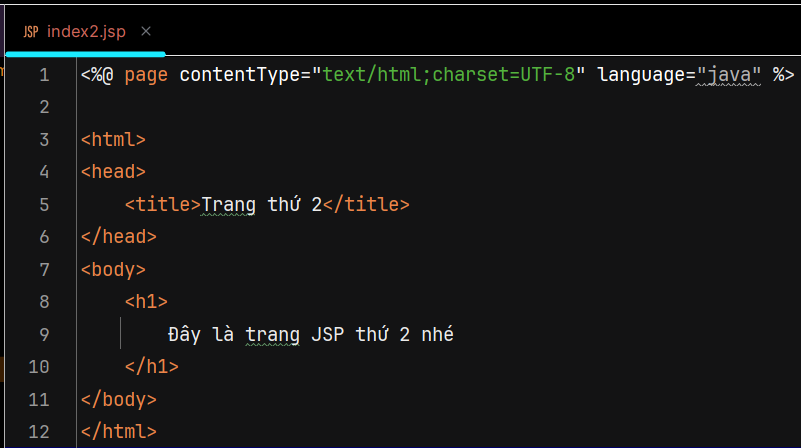 JSP index2.jsp ×
1 <%@ page contentType="text/html;charset=UTF-8" language="java" %>
2
3 <html>
4 <head>
5     <title>Trang thứ 2</title>
6 </head>
7 <body>
8     <h1>
9         Đây là trang JSP thứ 2 nhé
10     </h1>
11 </body>
12 </html>